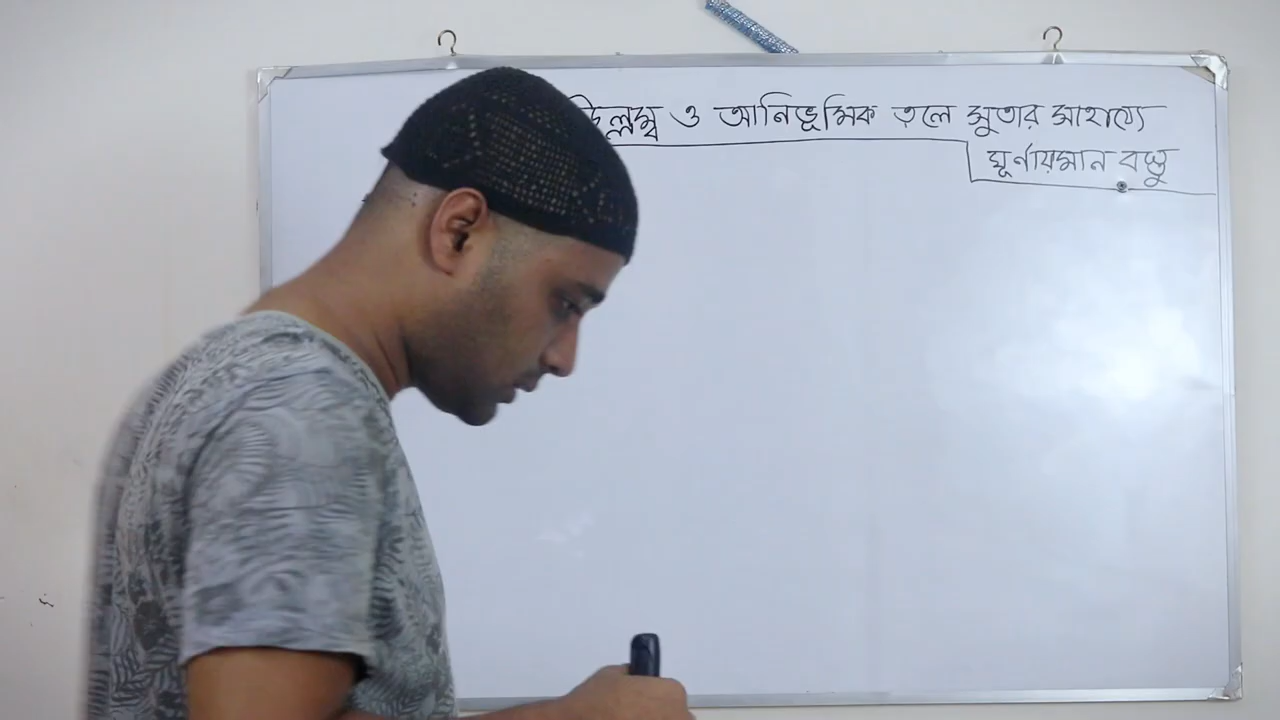 উল্লম্ব ও আনিভূমিক তলে সুতার সাহায্যে
ঘূর্ণায়মান বস্তু